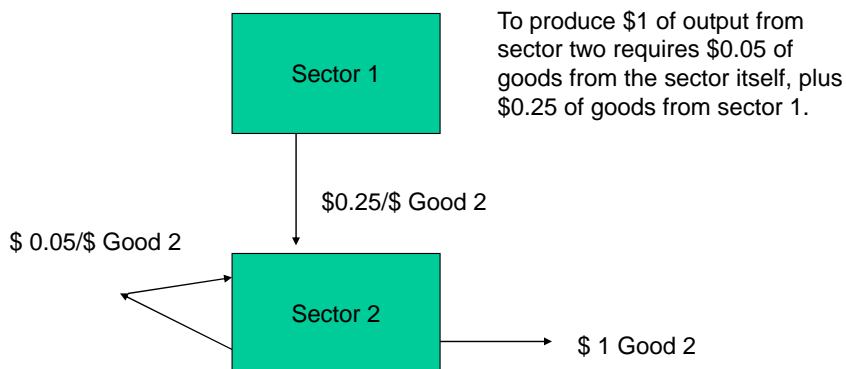 To produce $1 of output from
sector two requires $0.05 of
goods from the sector itself, plus
$0.25 of goods from sector 1.
Sector 1
$0.25/$ Good 2
$ 0.05/$ Good 2
Sector 2
$ 1 Good 2